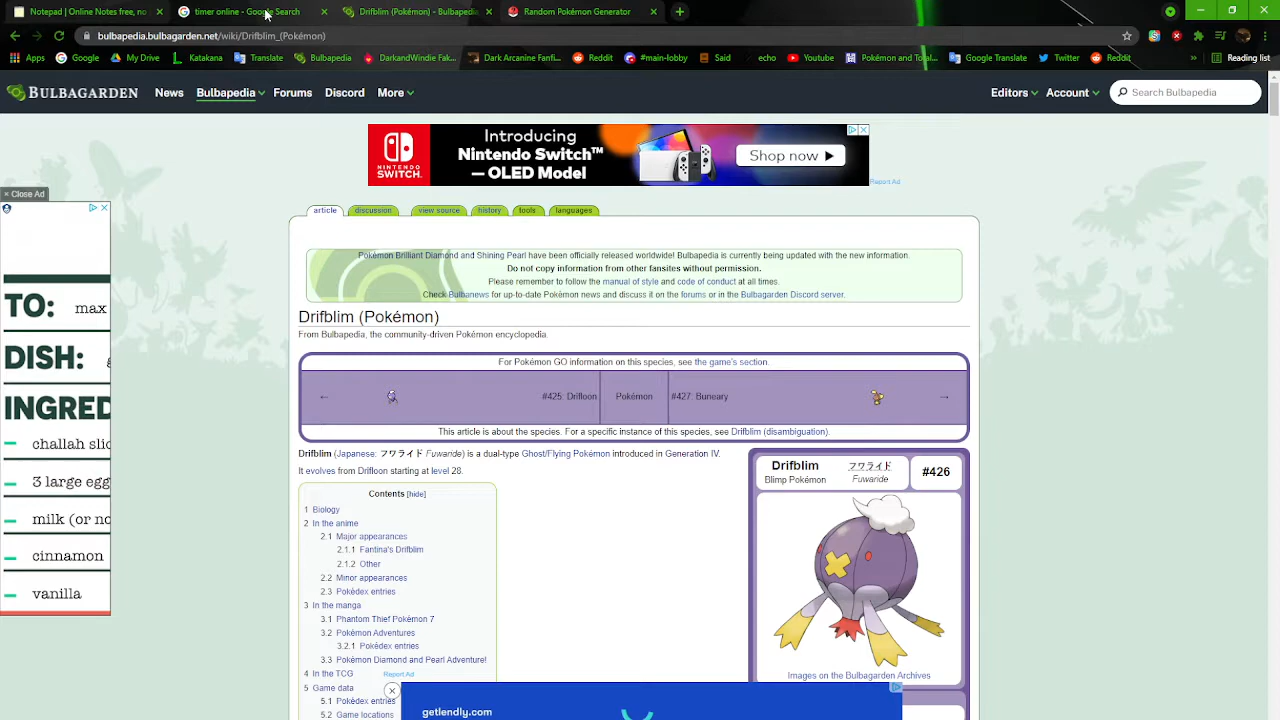 Notepad | Online Notes free, no
timer online - Google Search
Drifblim (Pokémon) - Bulbapedia,
Random Pokémon Generator
bulbapedia.bulbagarden.net/wiki/Drifblim_(Pokémon)
Apps Google My Drive Katakana Translate Bulbapedia DarkandWindie Fak... Dark Arcanine Fanfi... Reddit #main-lobby Said echo Youtube Pokémon and Total... Google Translate Twitter Reddit » Reading list
BULBAGARDEN News Bulbapedia Forums Discord More Editors Account Search Bulbapedia
NINTENDO
SWITCH
Introducing
Nintendo Switch™
— OLED Model
Shop now
Report Ad
× Close Ad
TO: max
DISH:
INGRED
challah slic
3 large egg
milk (or no
cinnamon
vanilla
article discussion view source history tools languages
Pokémon Brilliant Diamond and Shining Pearl have been officially released worldwide! Bulbapedia is currently being updated with the new information.
Do not copy information from other fansites without permission.
Please remember to follow the manual of style and code of conduct at all times.
Check Bulbanews for up-to-date Pokémon news and discuss it on the forums or in the Bulbagarden Discord server.
Drifblim (Pokémon)
From Bulbapedia, the community-driven Pokémon encyclopedia.
For Pokémon GO information on this species, see the game's section.
← #425: Drifloon Pokémon #427: Buneary →
This article is about the species. For a specific instance of this species, see Drifblim (disambiguation).
Drifblim (Japanese: フワライド Fuwaride) is a dual-type Ghost/Flying Pokémon introduced in Generation IV.
It evolves from Drifloon starting at level 28.
Contents [hide]
1 Biology
2 In the anime
2.1 Major appearances
2.1.1 Fantina's Drifblim
2.1.2 Other
2.2 Minor appearances
2.3 Pokédex entries
3 In the manga
3.1 Phantom Thief Pokémon 7
3.2 Pokémon Adventures
3.2.1 Pokédex entries
3.3 Pokémon Diamond and Pearl Adventure!
4 In the TCG
5 Game data
5.1 Pokédex entries
5.2 Game locations
Drifblim
Blimp Pokémon
フワライド
Fuwaride
#426
Images on the Bulbagarden Archives
Report Ad
getlendly.com